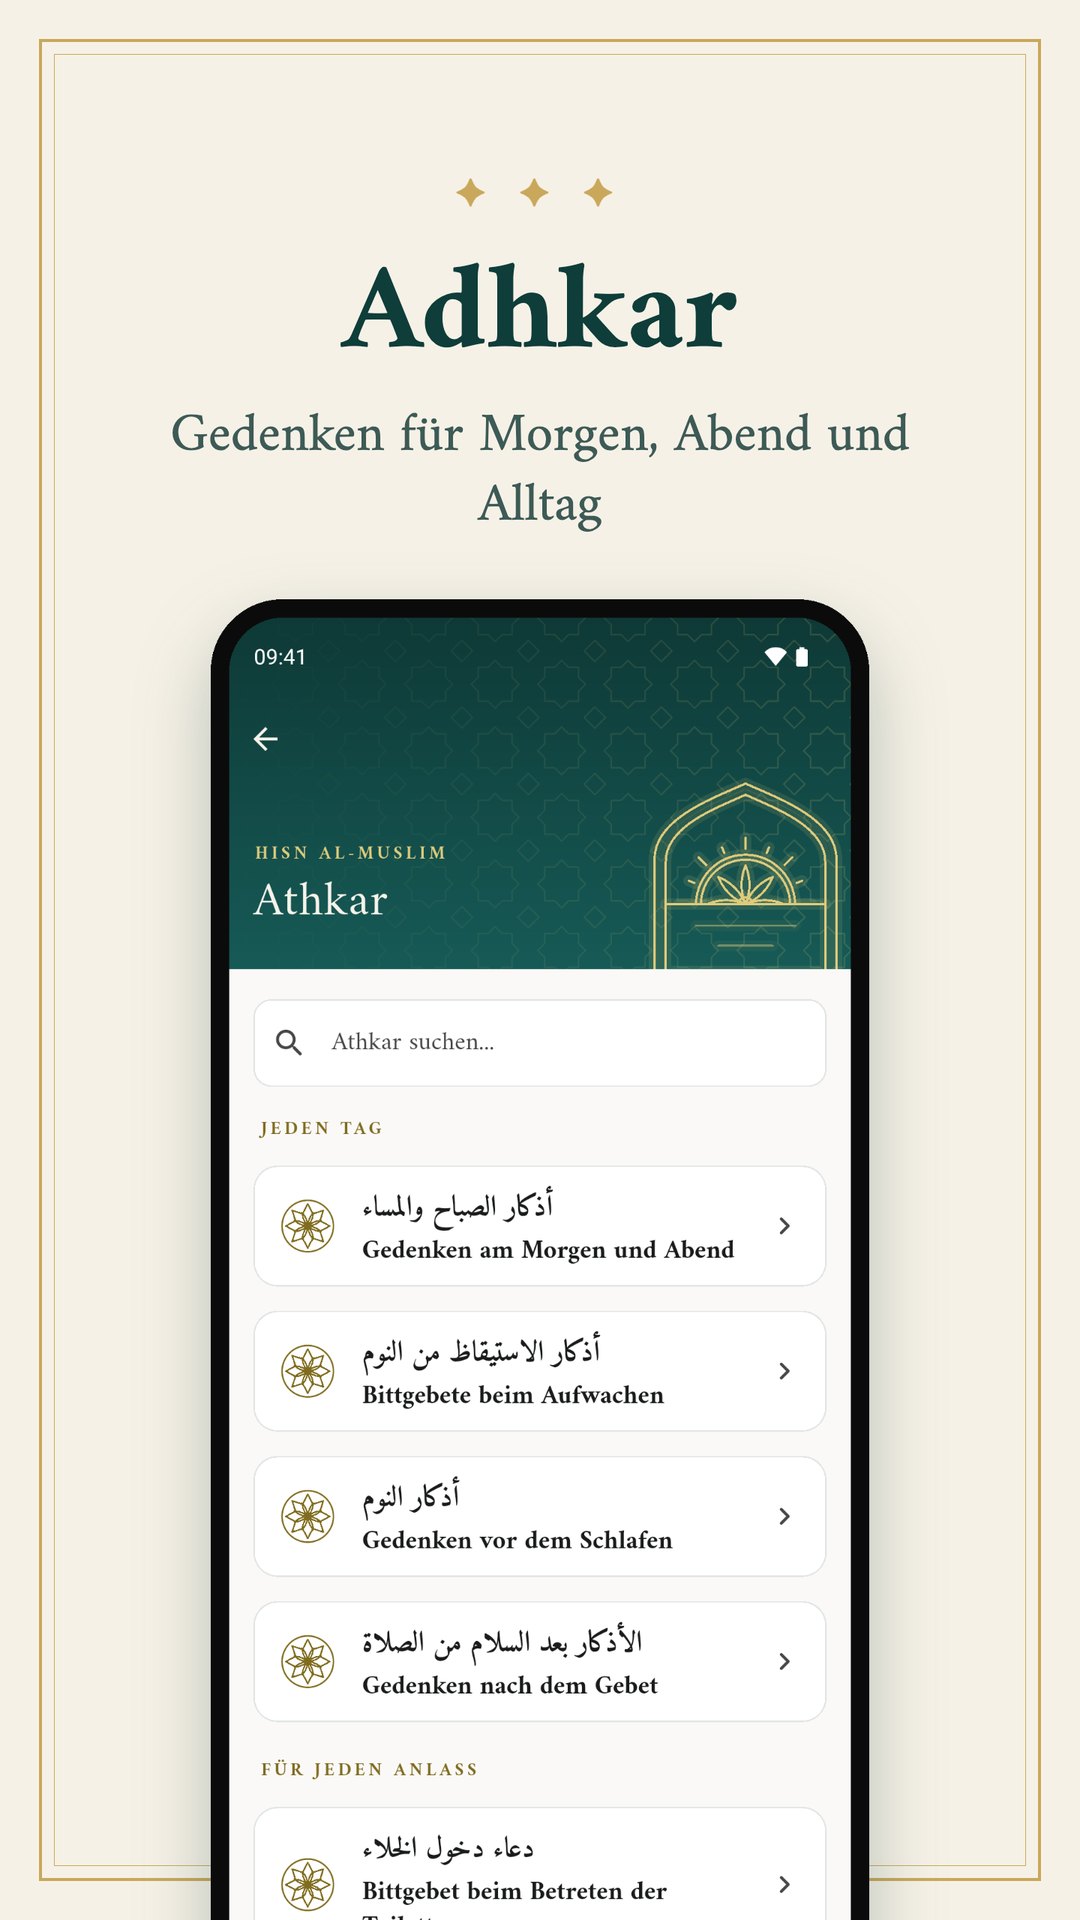 Adhkar
Gedenken für Morgen, Abend und
Alltag
09:41
HISN AL-MUSLIM
Athkar
Athkar suchen...
JEDEN TAG
أذكار الصباح والمساء
Gedenken am Morgen und Abend
أذكار الاستيقاظ من النوم
Bittgebete beim Aufwachen
أذكار النوم
Gedenken vor dem Schlafen
الأذكار بعد السلام من الصلاة
Gedenken nach dem Gebet
FÜR JEDEN ANLASS
دعاء دخول الخلاء
Bittgebet beim Betreten der